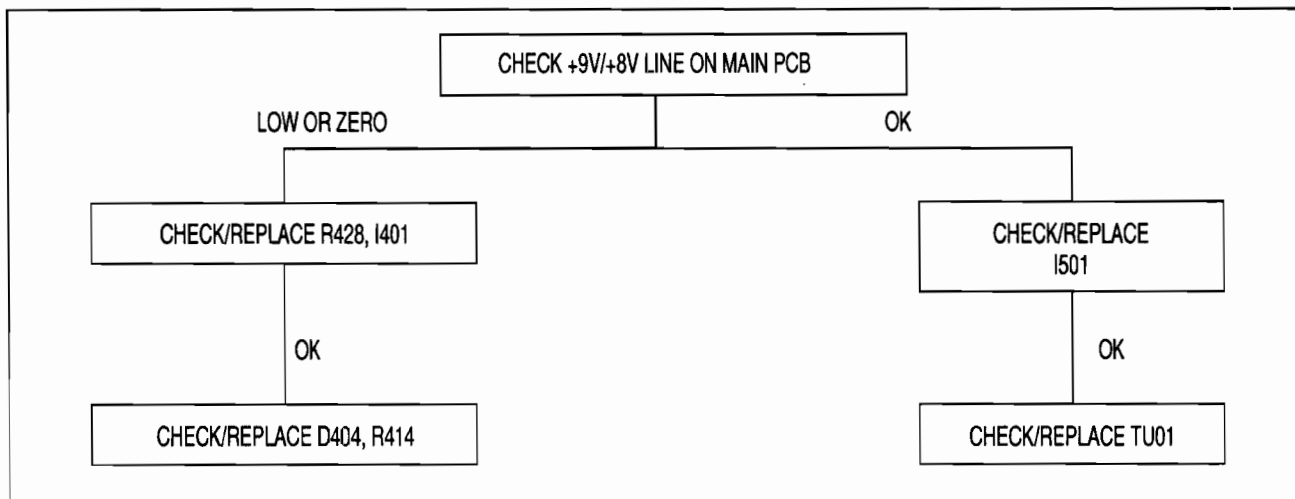 CHECK +9V/+8V LINE ON MAIN PCB
LOW OR ZERO
OK
CHECK/REPLACE R428, I401
CHECK/REPLACE
I501
OK
OK
CHECK/REPLACE D404, R414
CHECK/REPLACE TU01